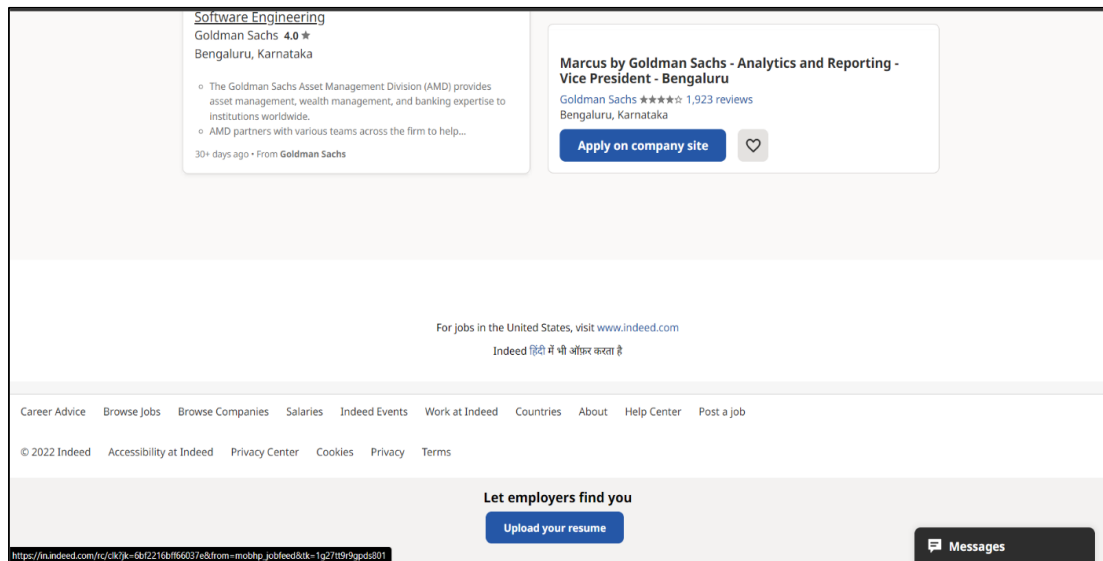 Software Engineering
Goldman Sachs 4.0 ★
Bengaluru, Karnataka
The Goldman Sachs Asset Management Division (AMD) provides
asset management, wealth management, and banking expertise to
institutions worldwide.
AMD partners with various teams across the firm to help...
30+ days ago • From Goldman Sachs
Marcus by Goldman Sachs - Analytics and Reporting -
Vice President - Bengaluru
Goldman Sachs ★★★★☆ 1,923 reviews
Bengaluru, Karnataka
Apply on company site
For jobs in the United States, visit www.indeed.com
Indeed हिंदी में भी ऑफ़र करता है
Career Advice Browse Jobs Browse Companies Salaries Indeed Events Work at Indeed Countries About Help Center Post a job
© 2022 Indeed Accessibility at Indeed Privacy Center Cookies Privacy Terms
Let employers find you
Upload your resume
Messages
https://in.indeed.com/rc/clk?jk=6bf2216bff66037e&from=mobhp_jobfeed&tk=1g27tt9r9gpds801